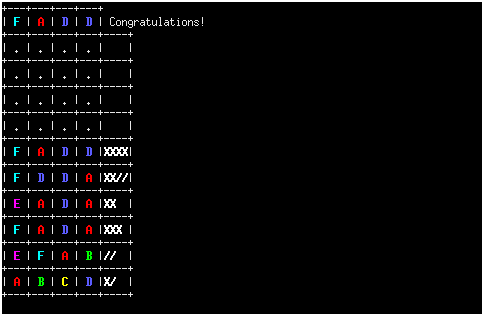 +---+---+---+---+
| F | A | D | D | Congratulations!
+---+---+---+---+----+
| . | . | . | . |    |
+---+---+---+---+----+
| . | . | . | . |    |
+---+---+---+---+----+
| . | . | . | . |    |
+---+---+---+---+----+
| . | . | . | . |    |
+---+---+---+---+----+
| F | A | D | D |XXXX|
+---+---+---+---+----+
| F | D | D | A |XX//|
+---+---+---+---+----+
| E | A | D | A |XX  |
+---+---+---+---+----+
| F | A | D | A |XXX |
+---+---+---+---+----+
| E | F | A | B |//  |
+---+---+---+---+----+
| A | B | C | D |X/  |
+---+---+---+---+----+